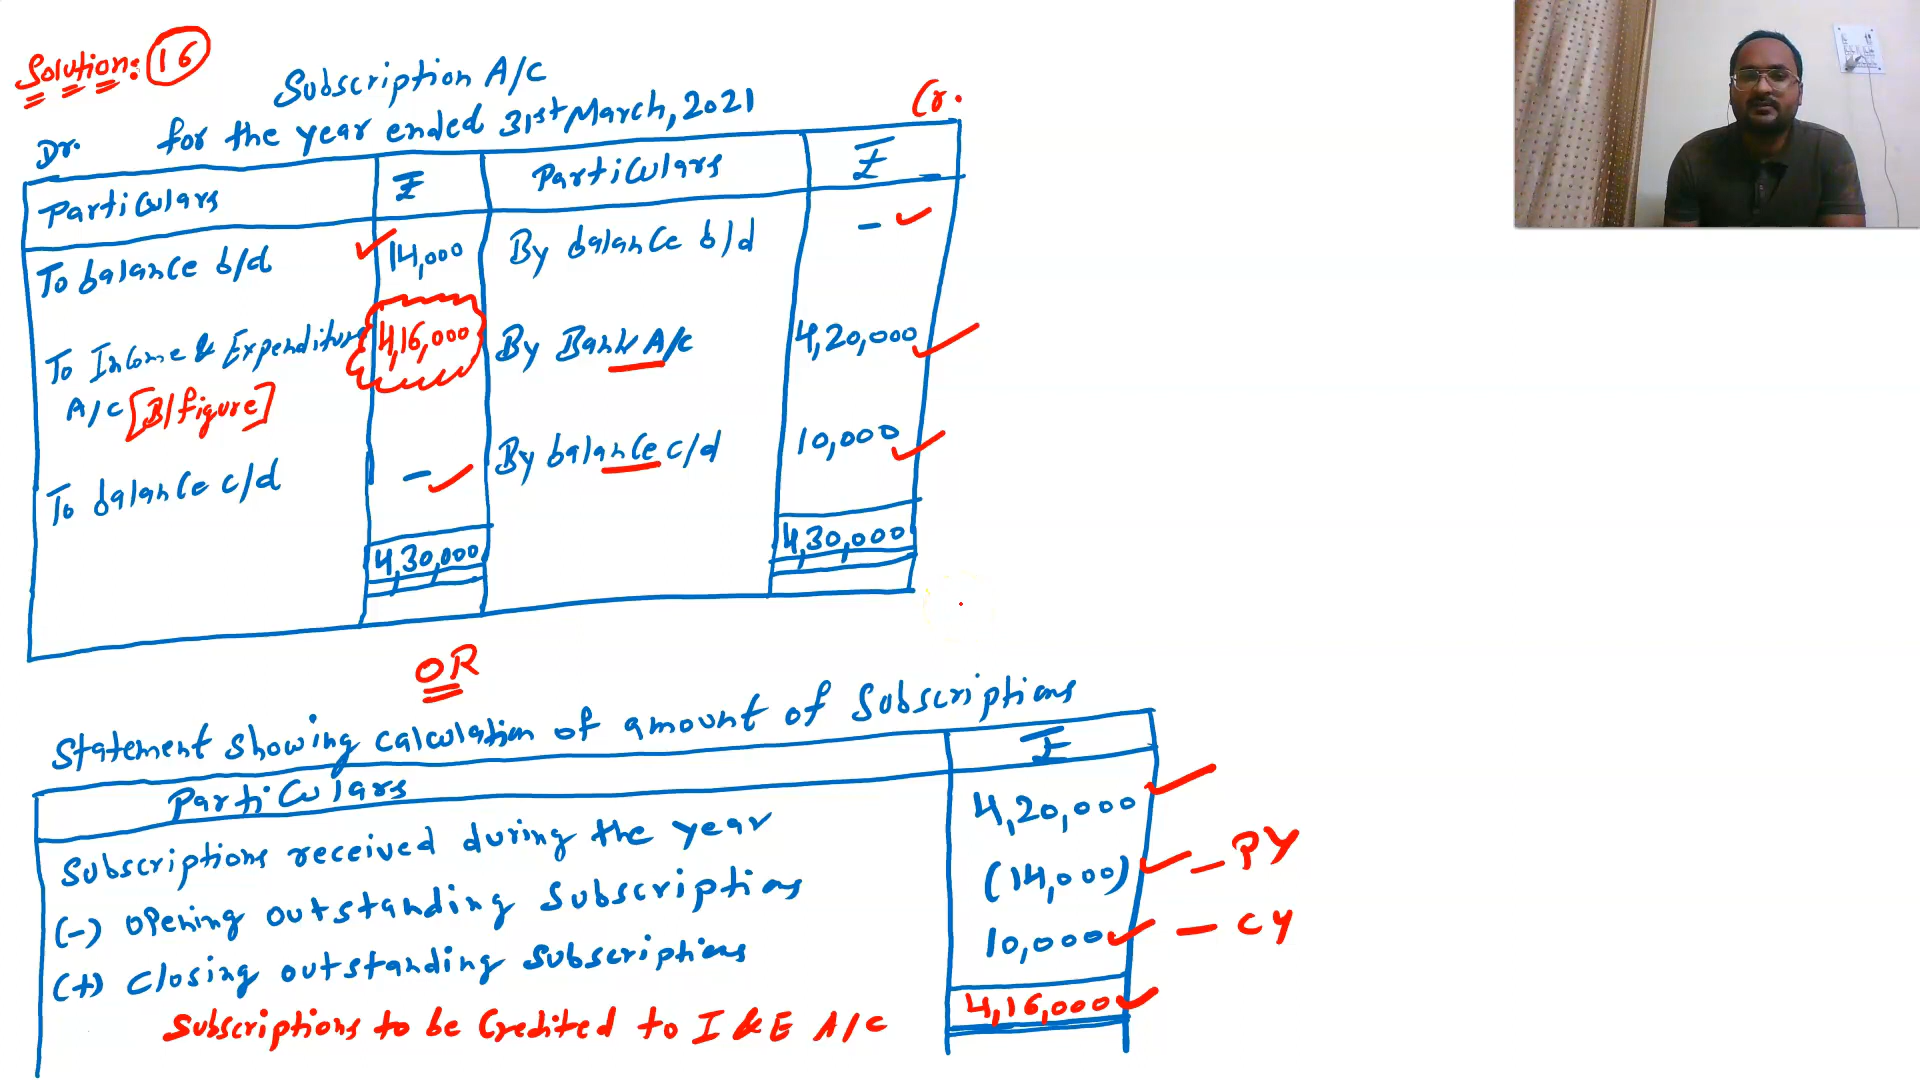 Solution: 16
Subscription A/c
for the year ended 31st March, 2021
Dr. Cr.
Particulars ₹ Particulars ₹
To balance b/d 14,000 By balance b/d -
To Income & Expenditure 4,16,000 By Bank A/c 4,20,000
A/c [B/figure]
To balance c/d - By balance c/d 10,000
4,30,000 4,30,000
OR
Statement showing calculation of amount of Subscriptions
Particulars ₹
Subscriptions received during the year 4,20,000
(-) Opening outstanding subscriptions (14,000) - PY
(+) Closing outstanding subscriptions 10,000 - CY
Subscriptions to be credited to I & E A/c 4,16,000